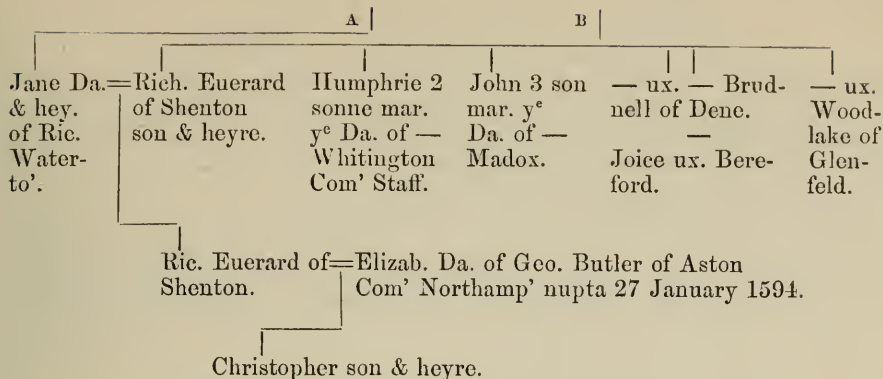 A B
Jane Da.=Rich. Euerard
& hey. of Shenton
of Ric. son & heyre.
Water-
to'.
Humphrie 2
sonne mar.
yᵉ Da. of —
Whitington
Com' Staff.
John 3 son
mar. yᵉ
Da. of —
Madox.
— ux. — Brud-
nell of Dene.
—
Joice ux. Bere-
ford.
— ux.
Wood-
lake of
Glen-
feld.
Ric. Euerard of=Elizab. Da. of Geo. Butler of Aston
Shenton. Com' Northamp' nupta 27 January 1594.
Christopher son & heyre.